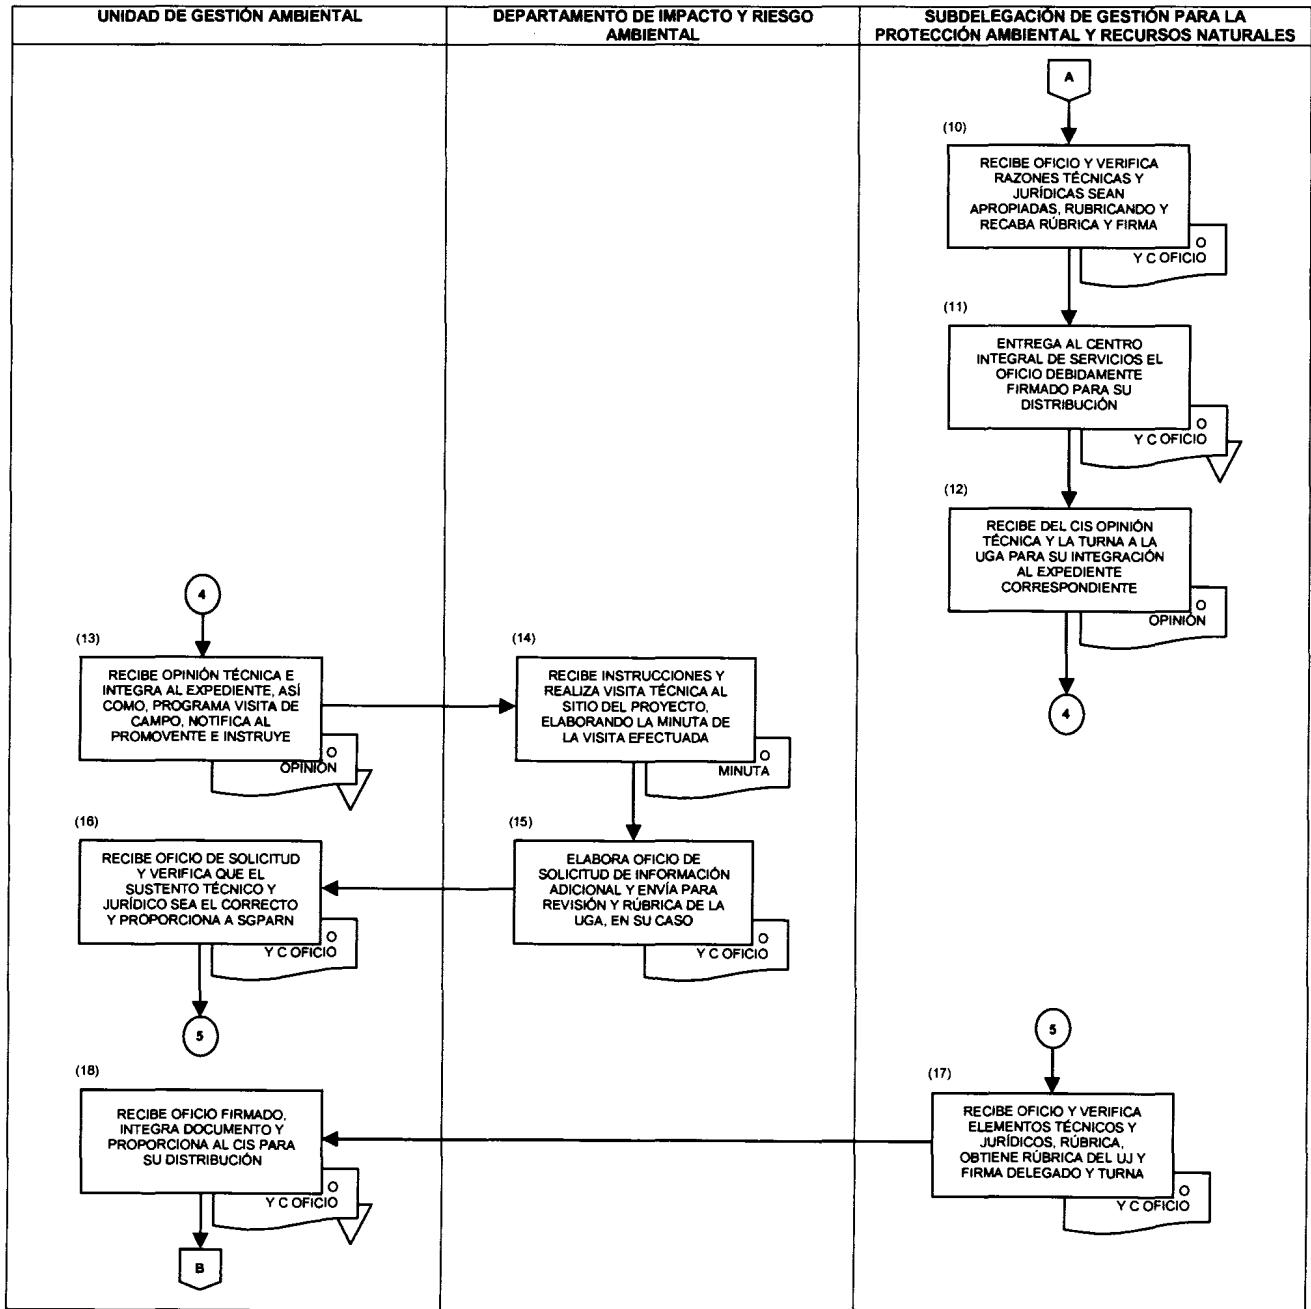 UNIDAD DE GESTIÓN AMBIENTAL
DEPARTAMENTO DE IMPACTO Y RIESGO
AMBIENTAL
SUBDELEGACIÓN DE GESTIÓN PARA LA
PROTECCIÓN AMBIENTAL Y RECURSOS NATURALES
A
(10)
RECIBE OFICIO Y VERIFICA
RAZONES TÉCNICAS Y
JURÍDICAS SEAN
APROPIADAS, RUBRICANDO Y
RECABA RÚBRICA Y FIRMA
O
Y C OFICIO
(11)
ENTREGA AL CENTRO
INTEGRAL DE SERVICIOS EL
OFICIO DEBIDAMENTE
FIRMADO PARA SU
DISTRIBUCIÓN
O
Y C OFICIO
(12)
RECIBE DEL CIS OPINIÓN
TÉCNICA Y LA TURNA A LA
UGA PARA SU INTEGRACIÓN
AL EXPEDIENTE
CORRESPONDIENTE
O
OPINIÓN
4
4
(13)
RECIBE OPINIÓN TÉCNICA E
INTEGRA AL EXPEDIENTE, ASÍ
COMO, PROGRAMA VISITA DE
CAMPO, NOTIFICA AL
PROMOVENTE E INSTRUYE
O
OPINIÓN
(14)
RECIBE INSTRUCCIONES Y
REALIZA VISITA TÉCNICA AL
SITIO DEL PROYECTO,
ELABORANDO LA MINUTA DE
LA VISITA EFECTUADA
O
MINUTA
(15)
ELABORA OFICIO DE
SOLICITUD DE INFORMACIÓN
ADICIONAL Y ENVÍA PARA
REVISIÓN Y RÚBRICA DE LA
UGA, EN SU CASO
O
Y C OFICIO
(16)
RECIBE OFICIO DE SOLICITUD
Y VERIFICA QUE EL
SUSTENTO TÉCNICO Y
JURÍDICO SEA EL CORRECTO
Y PROPORCIONA A SGPARN
O
Y C OFICIO
5
5
(17)
RECIBE OFICIO Y VERIFICA
ELEMENTOS TÉCNICOS Y
JURÍDICOS, RÚBRICA,
OBTIENE RÚBRICA DEL UJ Y
FIRMA DELEGADO Y TURNA
O
Y C OFICIO
(18)
RECIBE OFICIO FIRMADO,
INTEGRA DOCUMENTO Y
PROPORCIONA AL CIS PARA
SU DISTRIBUCIÓN
O
Y C OFICIO
B